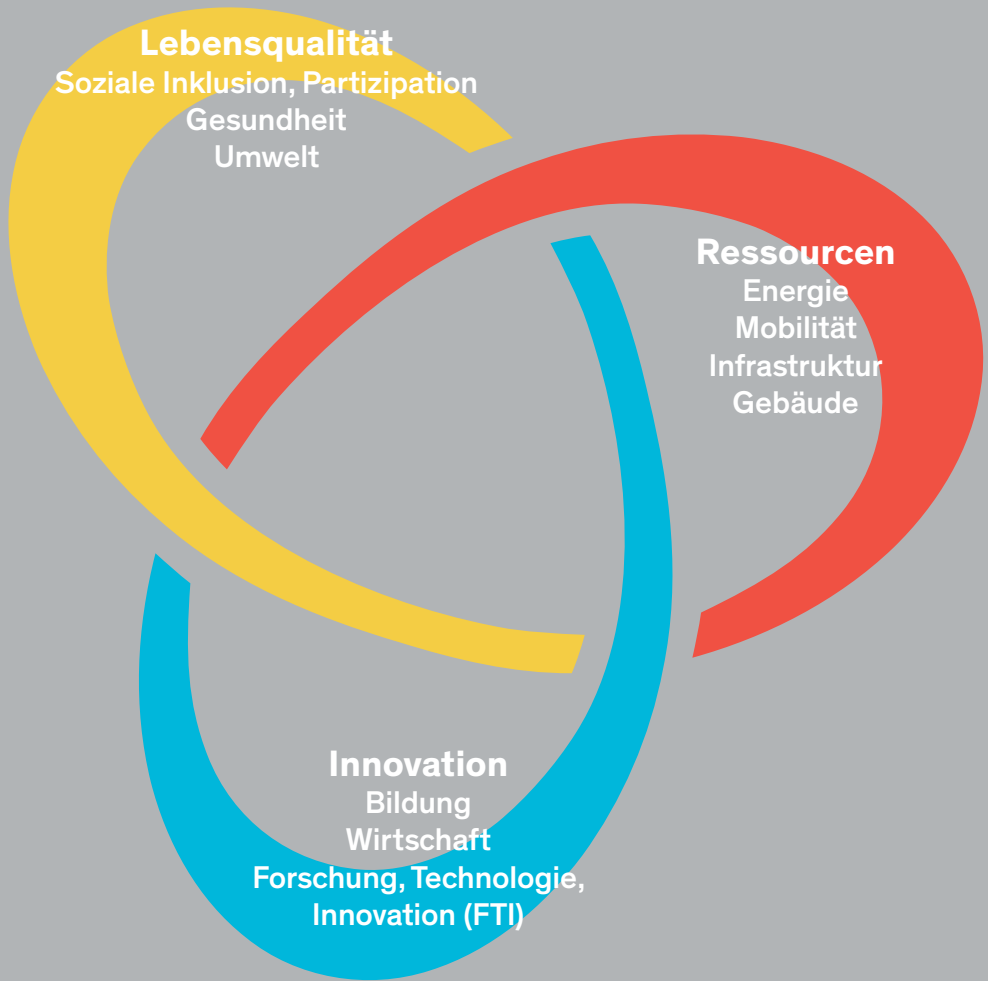 Lebensqualität
Soziale Inklusion, Partizipation
Gesundheit
Umwelt
Ressourcen
Energie
Mobilität
Infrastruktur
Gebäude
Innovation
Bildung
Wirtschaft
Forschung, Technologie,
Innovation (FTI)